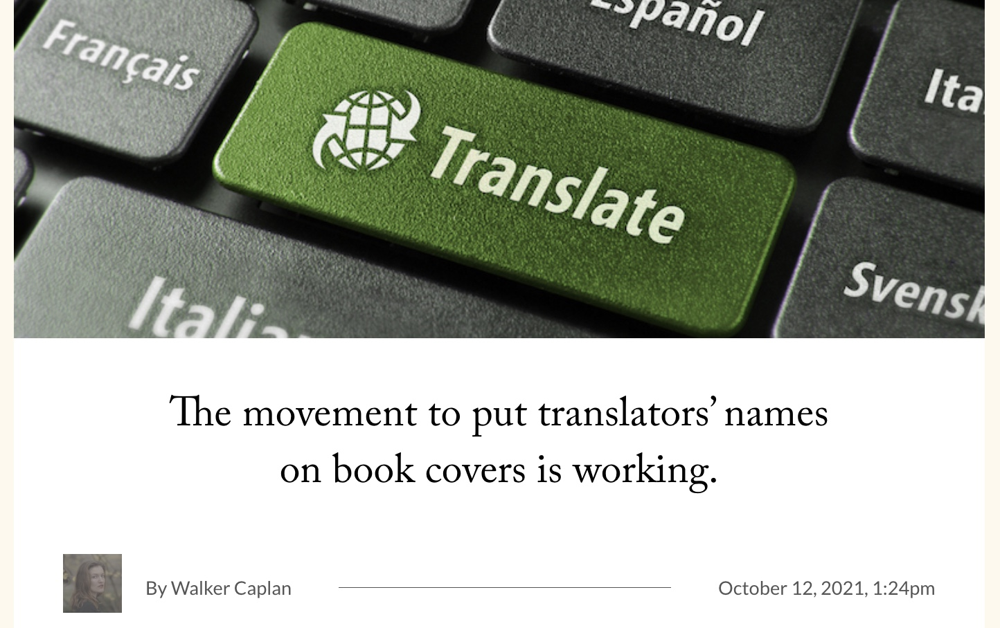 Français
Español
Ita
Translate
Svensk
Italia
The movement to put translators’ names
on book covers is working.
By Walker Caplan
October 12, 2021, 1:24pm